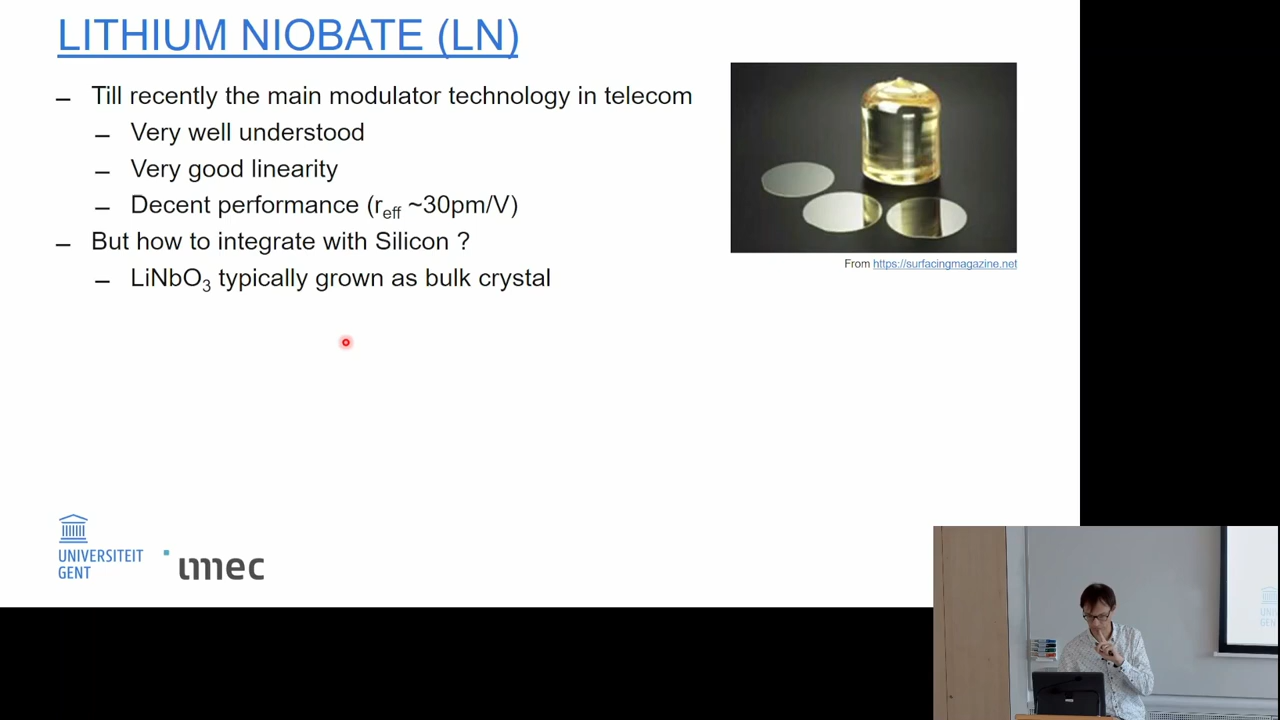 LITHIUM NIOBATE (LN)
– Till recently the main modulator technology in telecom
– Very well understood
– Very good linearity
– Decent performance (reff ~30pm/V)
– But how to integrate with Silicon ?
– LiNbO3 typically grown as bulk crystal
From https://surfacingmagazine.net
UNIVERSITEIT
GENT
imec